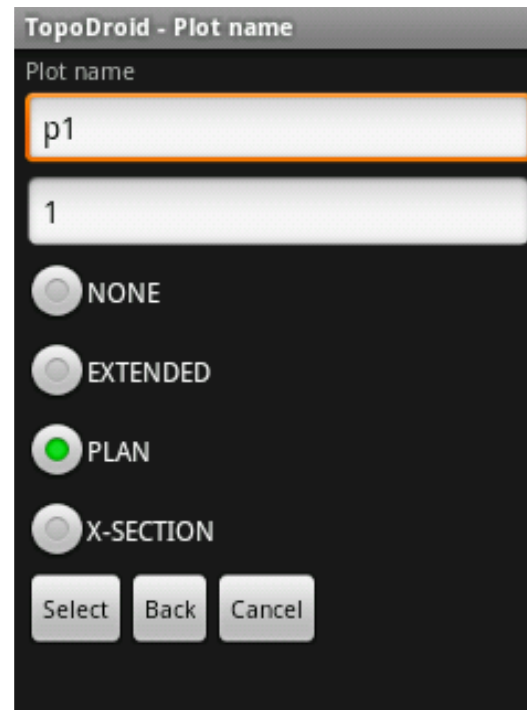 TopoDroid - Plot name
Plot name
p1
1
NONE
EXTENDED
PLAN
X-SECTION
Select Back Cancel